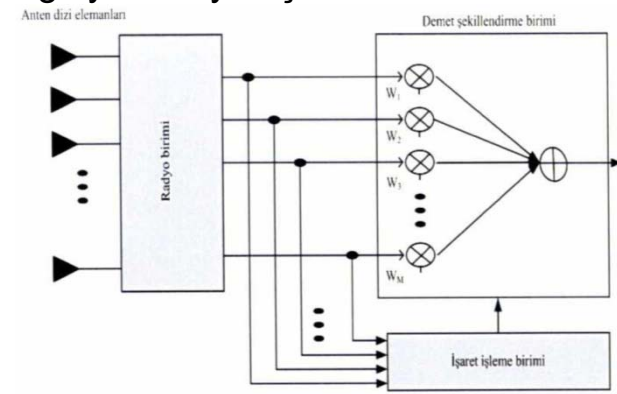 Anten dizi elemanları
Demet şekillendirme birimi
Radyo birimi
W1
W2
W3
WM
İşaret işleme birimi